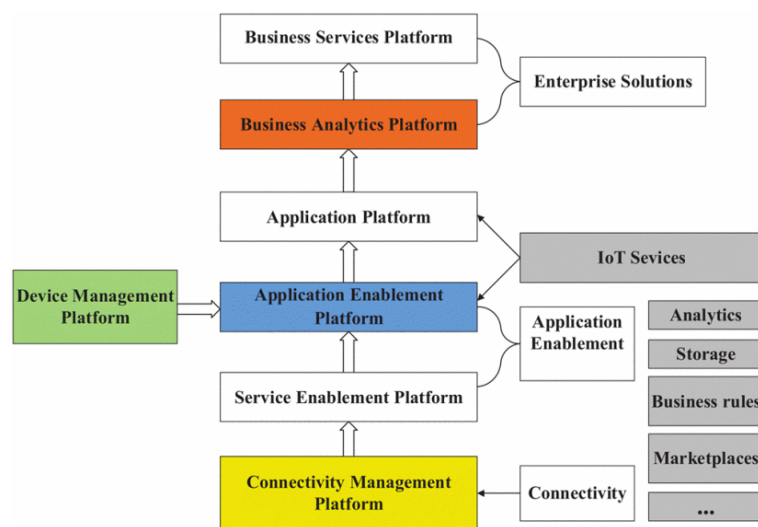 Business Services Platform
Enterprise Solutions
Business Analytics Platform
Application Platform
IoT Sevices
Device Management
Platform
Application Enablement
Platform
Application
Enablement
Analytics
Storage
Service Enablement Platform
Business rules
Marketplaces
Connectivity Management
Platform
Connectivity
...